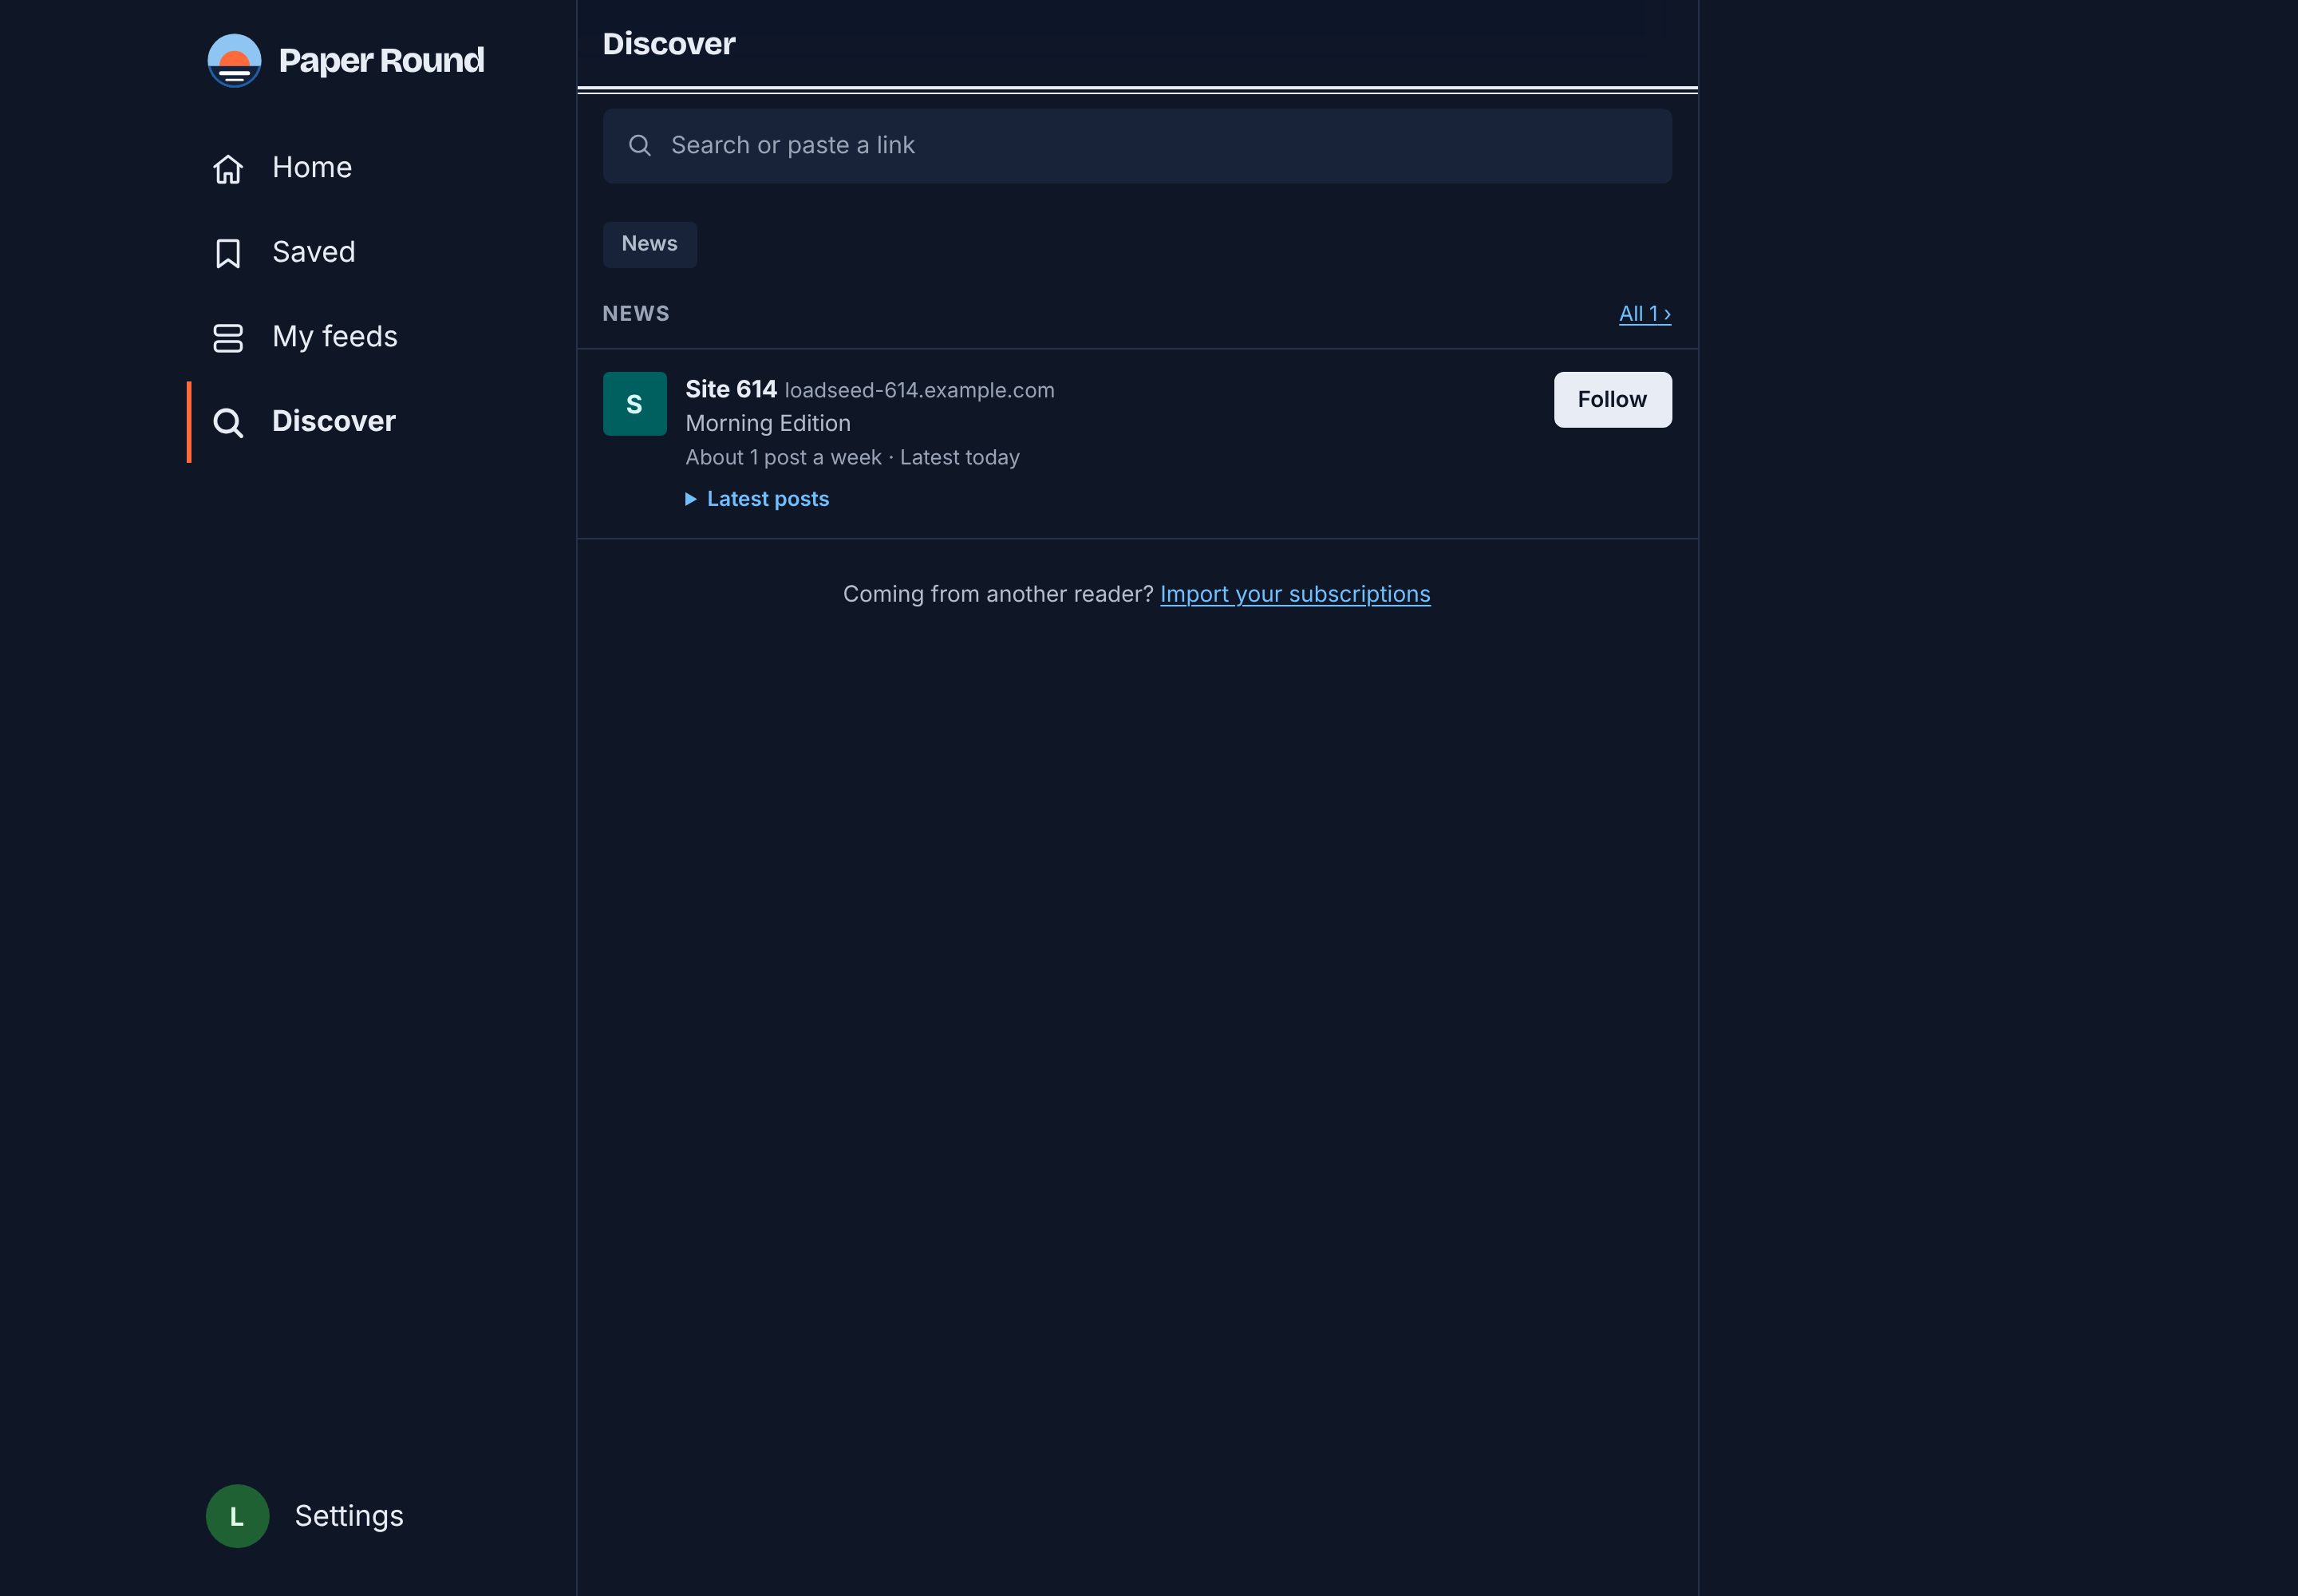 Paper Round
Home
Saved
My feeds
Discover
L
Settings
Discover
Search or paste a link
News
NEWS
All 1 ›
S
Site 614 loadseed-614.example.com
Morning Edition
About 1 post a week · Latest today
Latest posts
Follow
Coming from another reader? Import your subscriptions